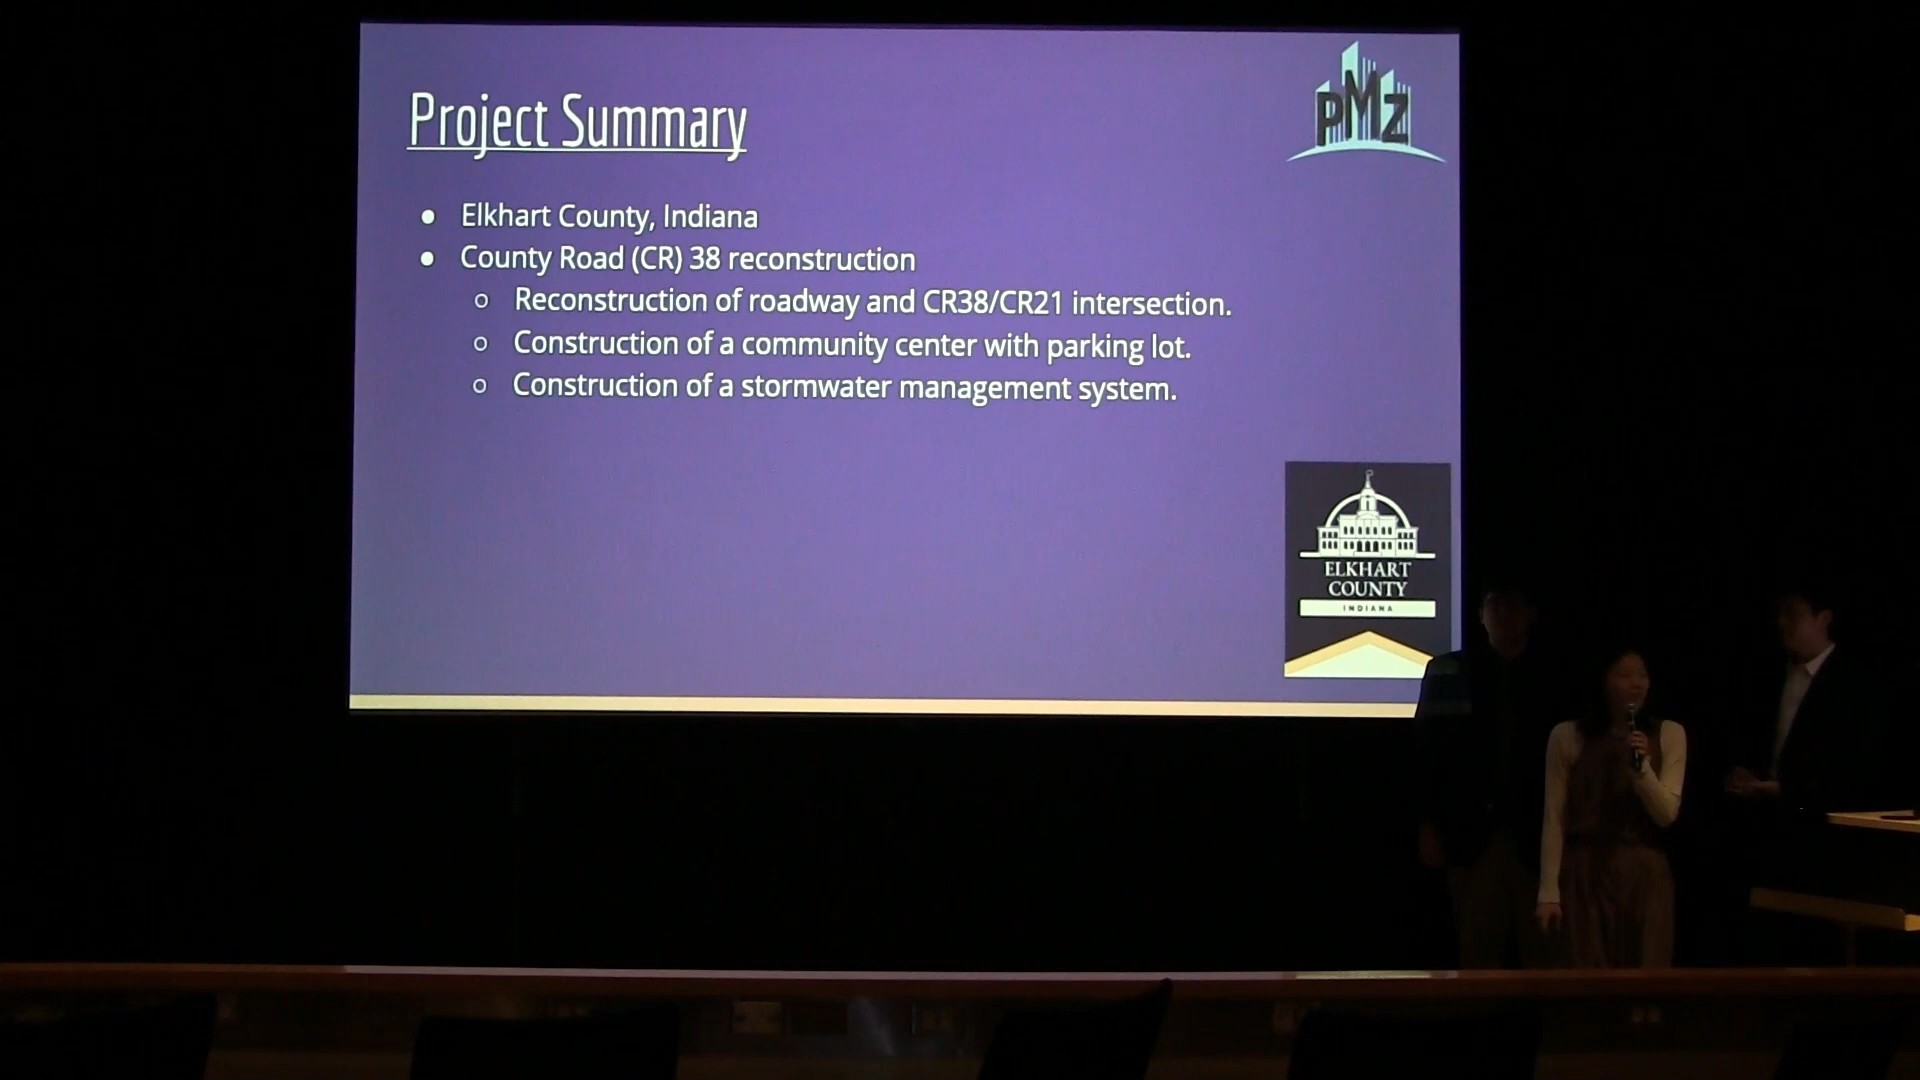 Project Summary
PMZ
● Elkhart County, Indiana
● County Road (CR) 38 reconstruction
○ Reconstruction of roadway and CR38/CR21 intersection.
○ Construction of a community center with parking lot.
○ Construction of a stormwater management system.
ELKHART
COUNTY
INDIANA